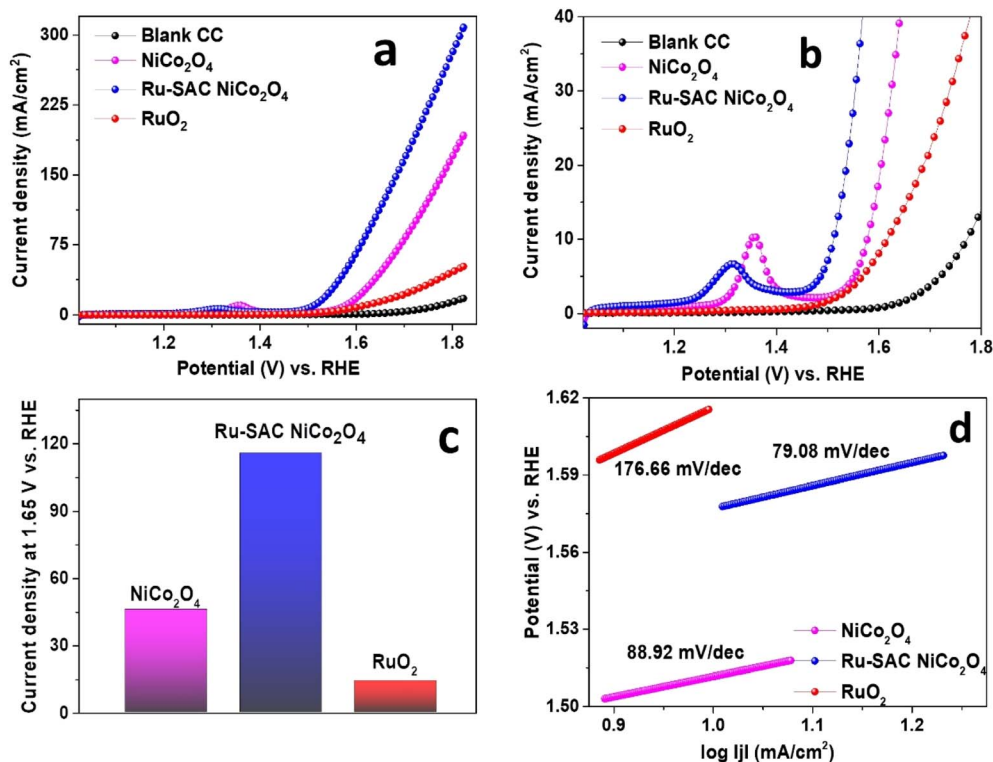 a
Blank CC
NiCo₂O₄
Ru-SAC NiCo₂O₄
RuO₂
300
225
150
75
0
Current density (mA/cm²)
1.2
1.4
1.6
1.8
Potential (V) vs. RHE
b
Blank CC
NiCo₂O₄
Ru-SAC NiCo₂O₄
RuO₂
40
30
20
10
0
Current density (mA/cm²)
1.2
1.4
1.6
1.8
Potential (V) vs. RHE
c
Ru-SAC NiCo₂O₄
NiCo₂O₄
RuO₂
120
90
60
30
0
Current density at 1.65 V vs. RHE
d
176.66 mV/dec
79.08 mV/dec
88.92 mV/dec
NiCo₂O₄
Ru-SAC NiCo₂O₄
RuO₂
1.62
1.59
1.56
1.53
1.50
Potential (V) vs. RHE
0.9
1.0
1.1
1.2
log IjI (mA/cm²)